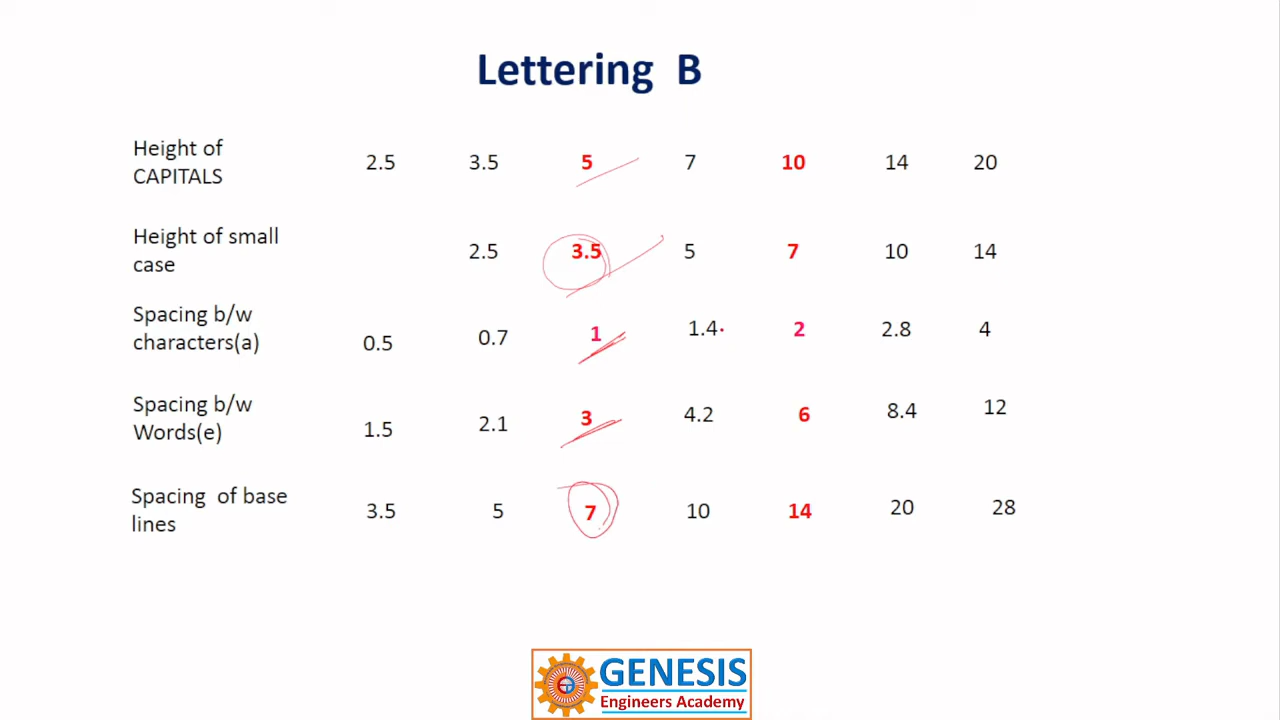 Lettering B
Height of
CAPITALS
2.5 3.5 5 7 10 14 20
Height of small
case
2.5 3.5 5 7 10 14
Spacing b/w
characters(a)
0.5 0.7 1 1.4 2 2.8 4
Spacing b/w
Words(e)
1.5 2.1 3 4.2 6 8.4 12
Spacing of base
lines
3.5 5 7 10 14 20 28
GENESIS
Engineers Academy